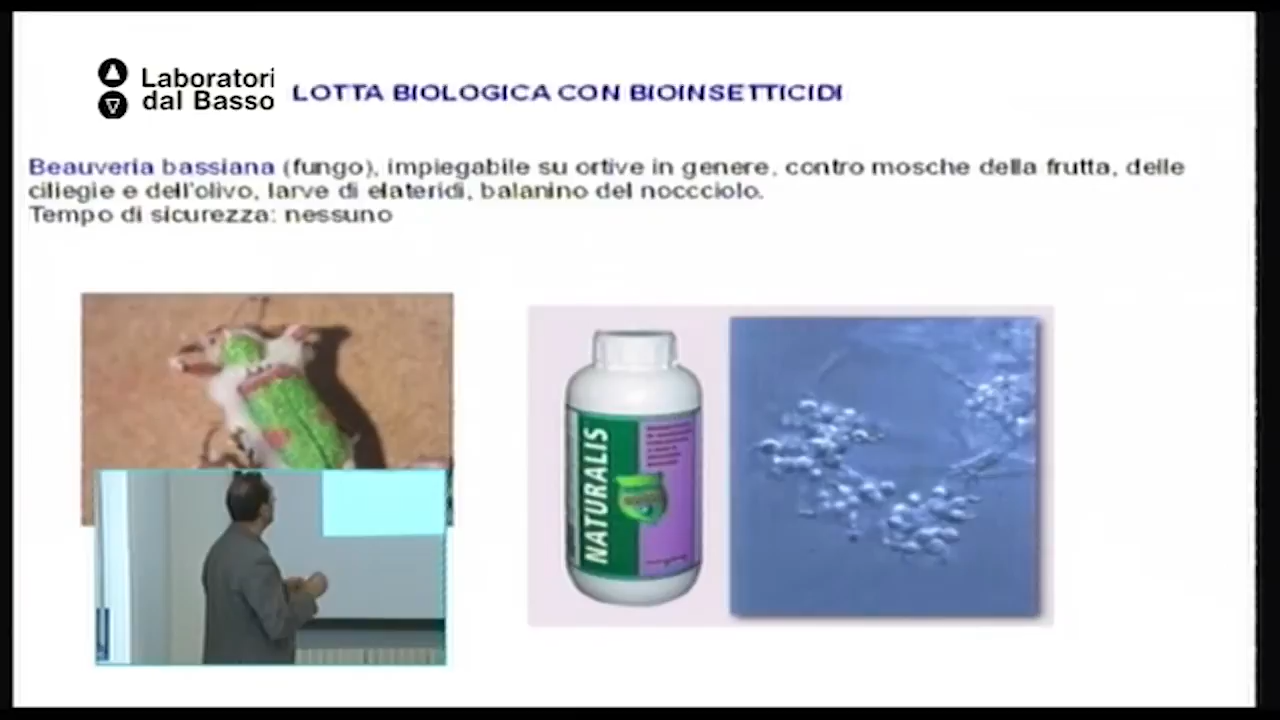 Laboratori
dal Basso
LOTTA BIOLOGICA CON BIOINSETTICIDI
Beauveria bassiana (fungo), impiegabile su ortive in genere, contro mosche della frutta, delle
ciliegie e dell'olivo, larve di elateridi, balanino del noccciolo.
Tempo di sicurezza: nessuno
NATURALIS